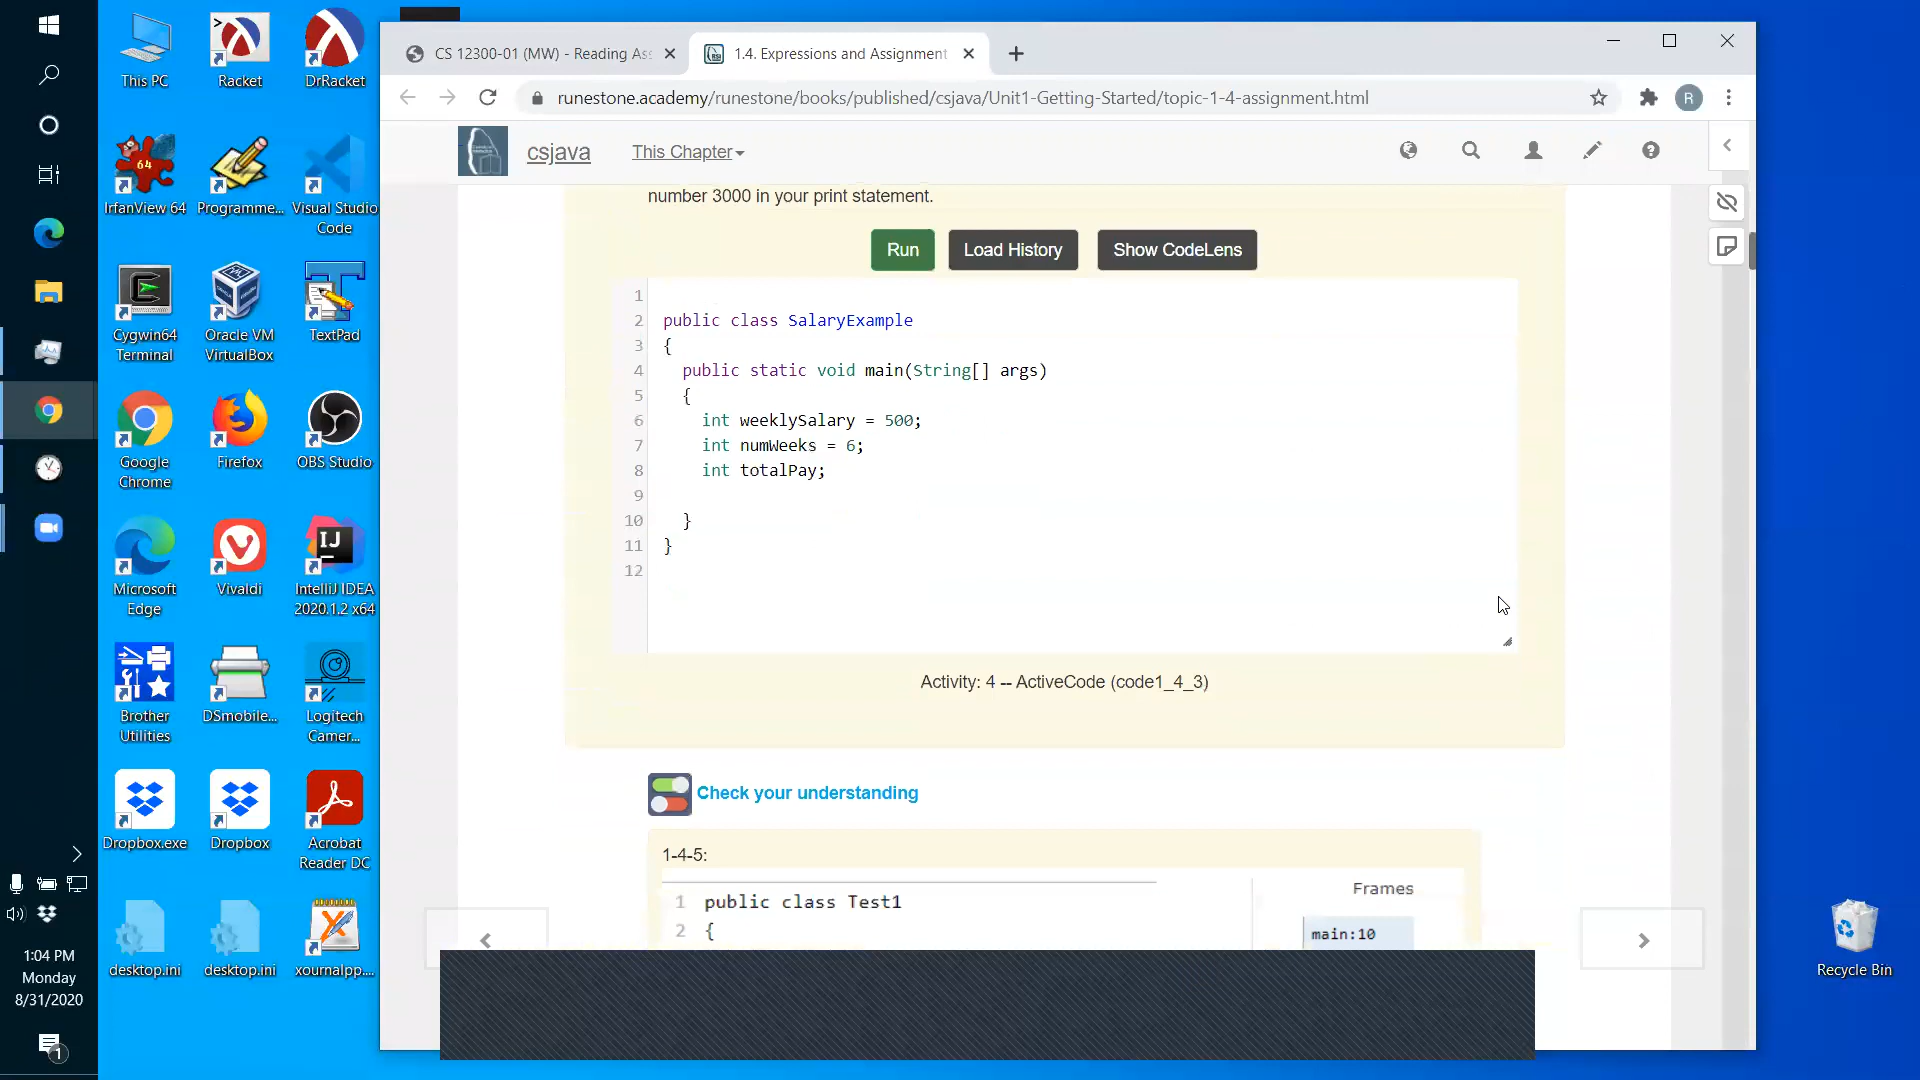 This PC
Racket
DrRacket
IrfanView 64
Programme...
Visual Studio
Code
Cygwin64
Terminal
Oracle VM
VirtualBox
TextPad
Google
Chrome
Firefox
OBS Studio
Microsoft
Edge
Vivaldi
IntelliJ IDEA
2020.1.2 x64
Brother
Utilities
DSmobile...
Logitech
Camer...
Dropbox.exe
Dropbox
Acrobat
Reader DC
desktop.ini
desktop.ini
xournalpp....
1:04 PM
Monday
8/31/2020
1
CS 12300-01 (MW) - Reading Ass
1.4. Expressions and Assignment
runestone.academy/runestone/books/published/csjava/Unit1-Getting-Started/topic-1-4-assignment.html
R
csjava
This Chapter
number 3000 in your print statement.
Run
Load History
Show CodeLens
1
2 public class SalaryExample
3 {
4 public static void main(String[] args)
5 {
6 int weeklySalary = 500;
7 int numWeeks = 6;
8 int totalPay;
9
10 }
11 }
12
Activity: 4 -- ActiveCode (code1_4_3)
Check your understanding
1-4-5:
1 public class Test1
2 {
Frames
main:10
Recycle Bin